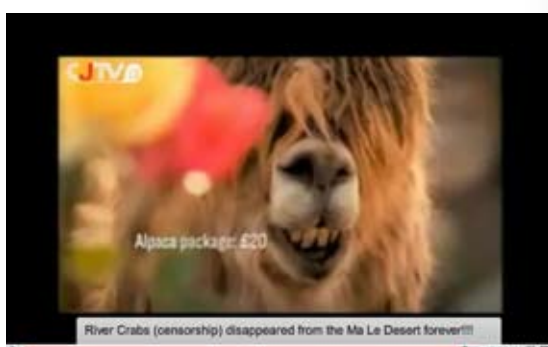 CJTV
Alpaca package: £20
River Crabs (censorship) disappeared from the Ma Le Desert forever!!!